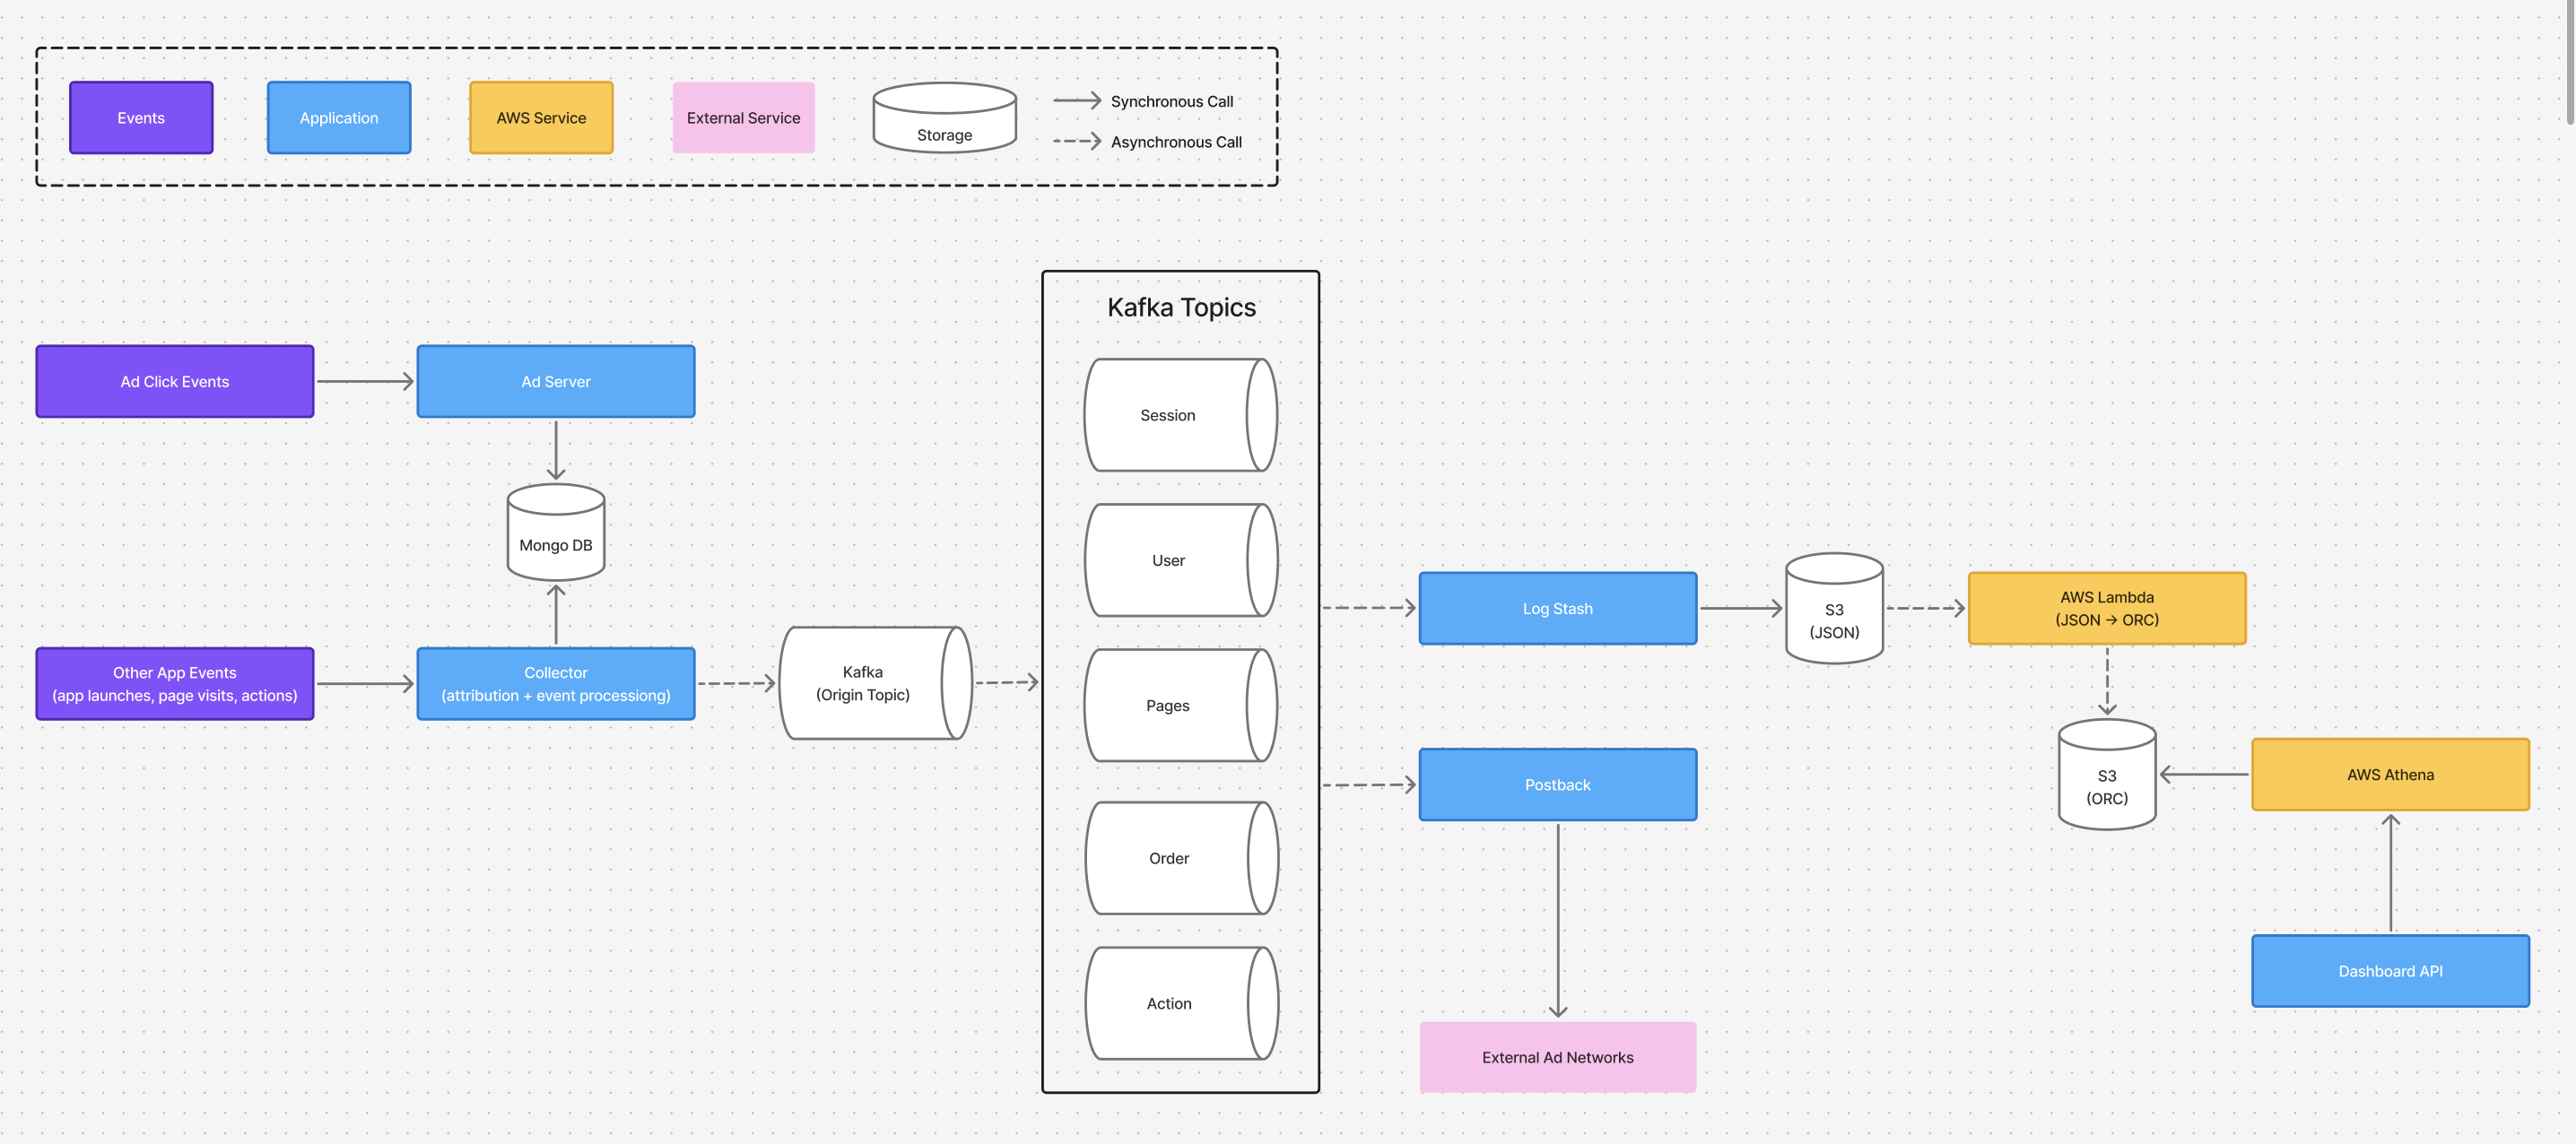 Events
Application
AWS Service
External Service
Storage
Synchronous Call
Asynchronous Call
Kafka Topics
Ad Click Events
Ad Server
Session
Mongo DB
User
Log Stash
S3
(JSON)
AWS Lambda
(JSON → ORC)
Other App Events
(app launches, page visits, actions)
Collector
(attribution + event processiong)
Kafka
(Origin Topic)
Pages
Postback
S3
(ORC)
AWS Athena
Order
Dashboard API
Action
External Ad Networks